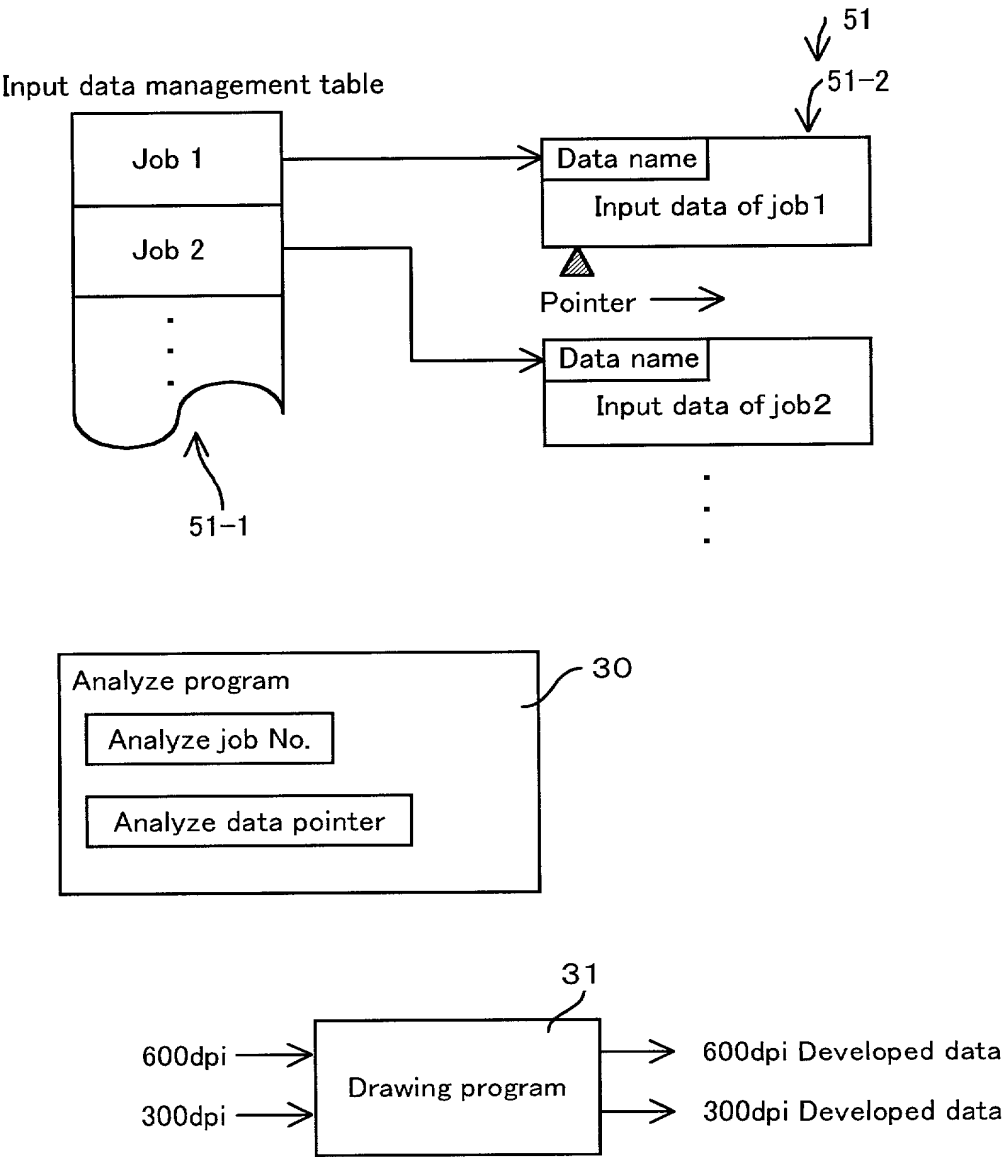 51
51-2
Input data management table
Job 1
Data name
Input data of job1
Job 2
Pointer
Data name
Input data of job2
51-1
30
Analyze program
Analyze job No.
Analyze data pointer
31
600dpi
600dpi Developed data
Drawing program
300dpi
300dpi Developed data